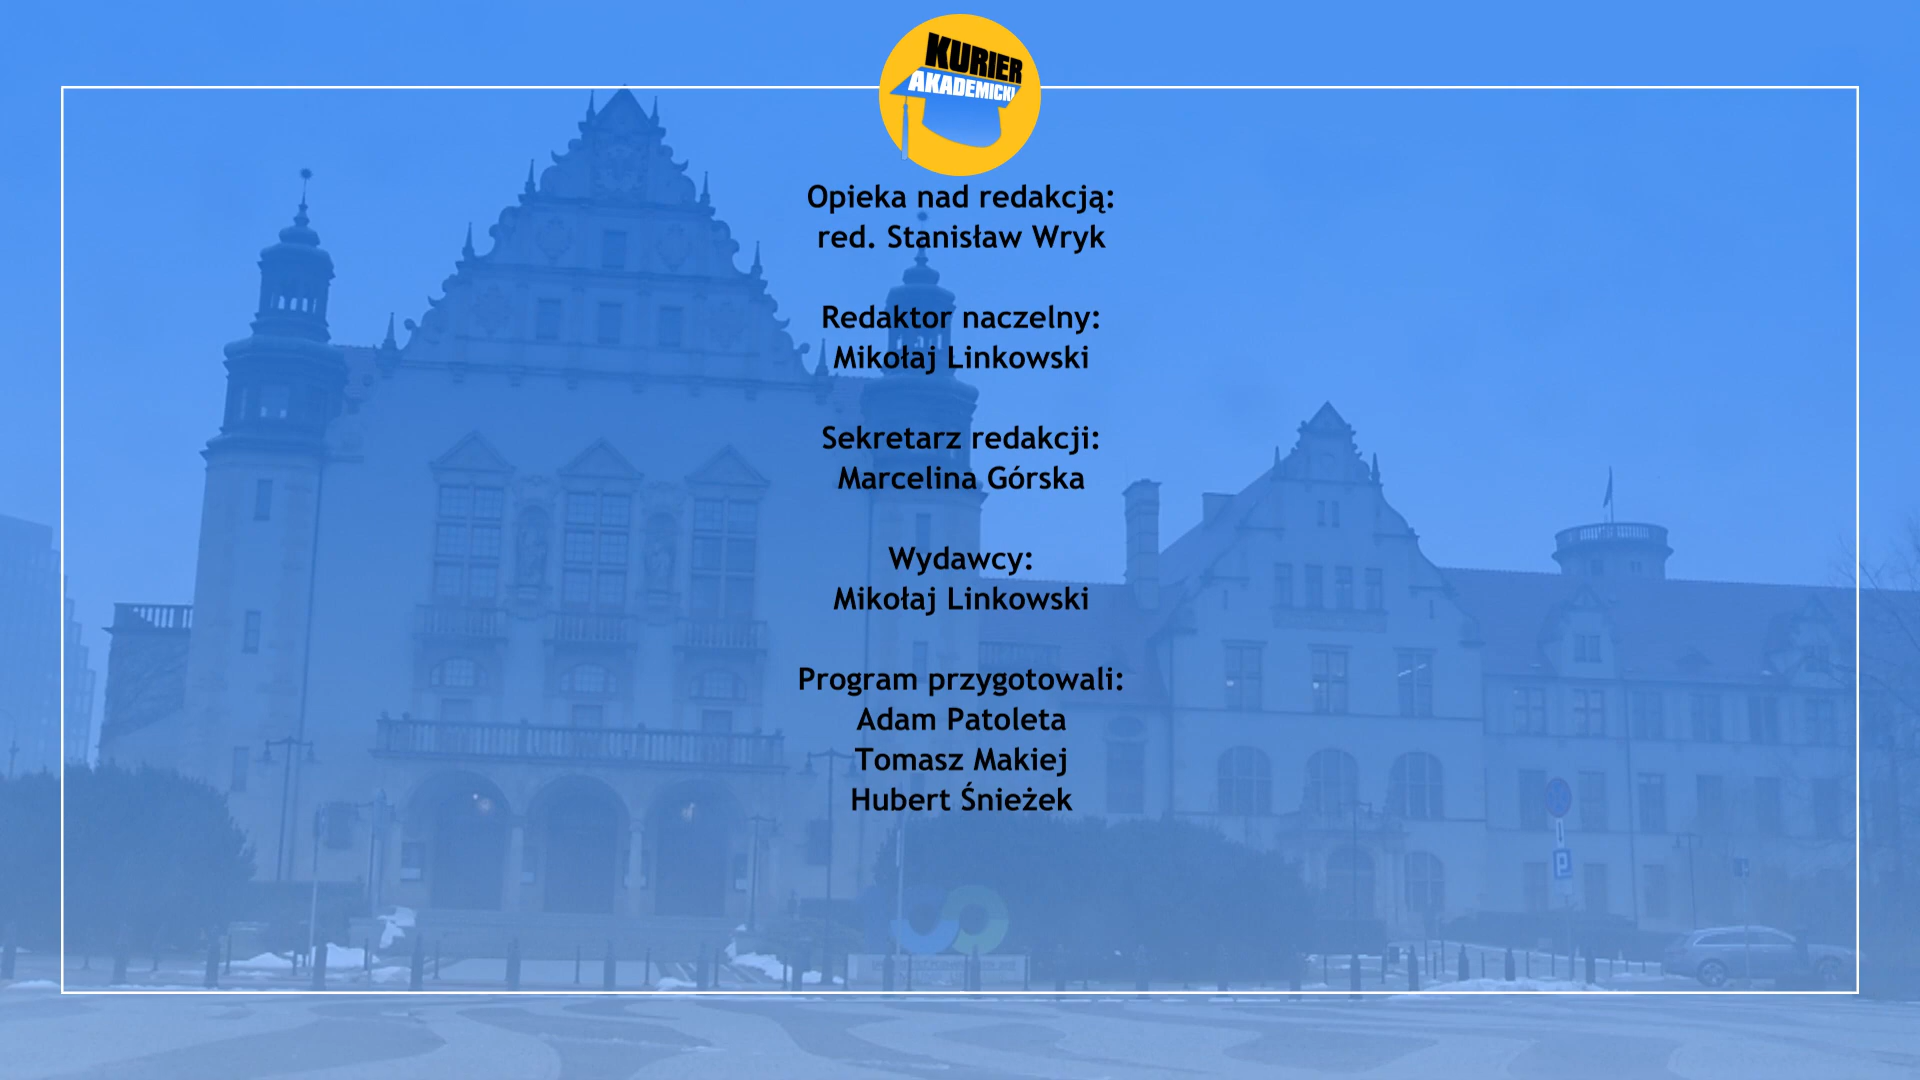 KURIER
AKADEMICKI
Opieka nad redakcją:
red. Stanisław Wryk
Redaktor naczelny:
Mikołaj Linkowski
Sekretarz redakcji:
Marcelina Górska
Wydawcy:
Mikołaj Linkowski
Program przygotowali:
Adam Patoleta
Tomasz Makiej
Hubert Śnieżek
P